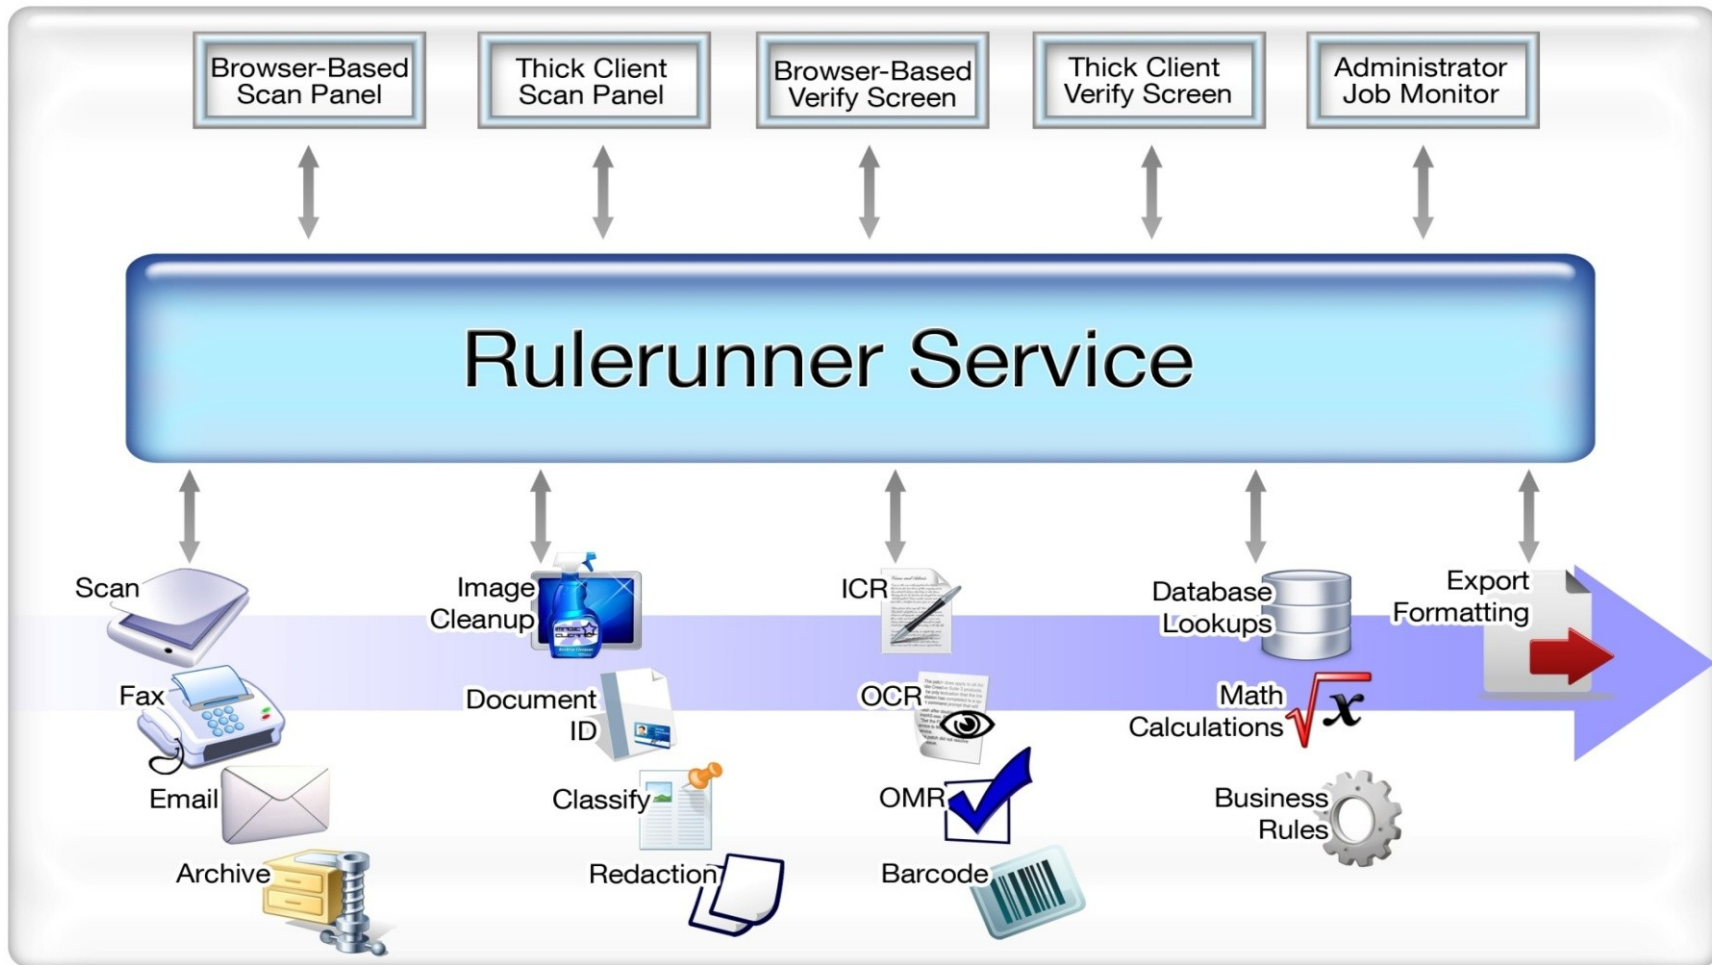 Browser-Based
Scan Panel
Thick Client
Scan Panel
Browser-Based
Verify Screen
Thick Client
Verify Screen
Administrator
Job Monitor
Rulerunner Service
Scan
Fax
Email
Archive
Image
Cleanup
Document
ID
Classify
Redaction
ICR
OCR
OMR
Barcode
Database
Lookups
Math
Calculations
x
Business
Rules
Export
Formatting